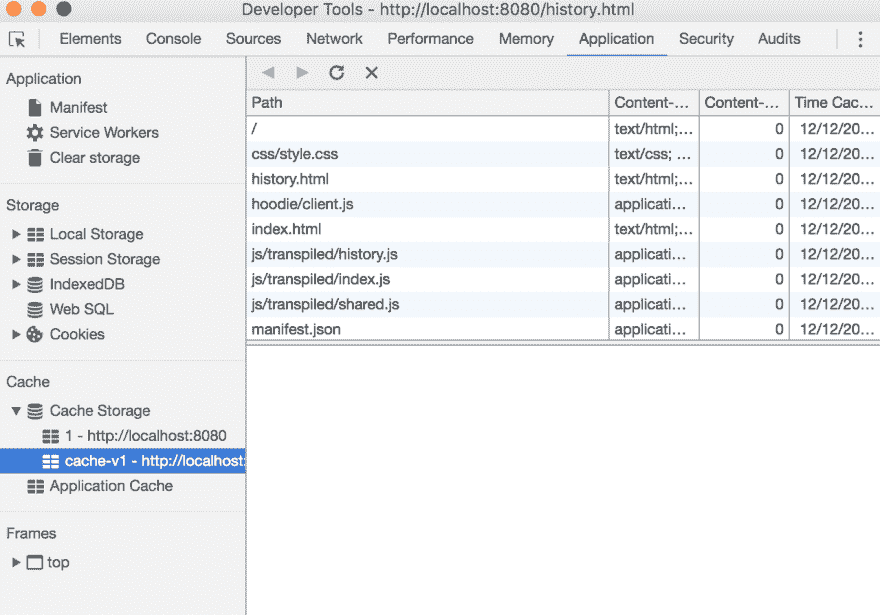 Developer Tools - http://localhost:8080/history.html
Elements Console Sources Network Performance Memory Application Security Audits
Application
Manifest
Service Workers
Clear storage
Storage
Local Storage
Session Storage
IndexedDB
Web SQL
Cookies
Cache
Cache Storage
1 - http://localhost:8080
cache-v1 - http://localhost:
Application Cache
Frames
top
Path Content-... Content-... Time Cac...
/ text/html;... 0 12/12/20...
css/style.css text/css; ... 0 12/12/20...
history.html text/html;... 0 12/12/20...
hoodie/client.js applicati... 0 12/12/20...
index.html text/html;... 0 12/12/20...
js/transpiled/history.js applicati... 0 12/12/20...
js/transpiled/index.js applicati... 0 12/12/20...
js/transpiled/shared.js applicati... 0 12/12/20...
manifest.json applicati... 0 12/12/20...